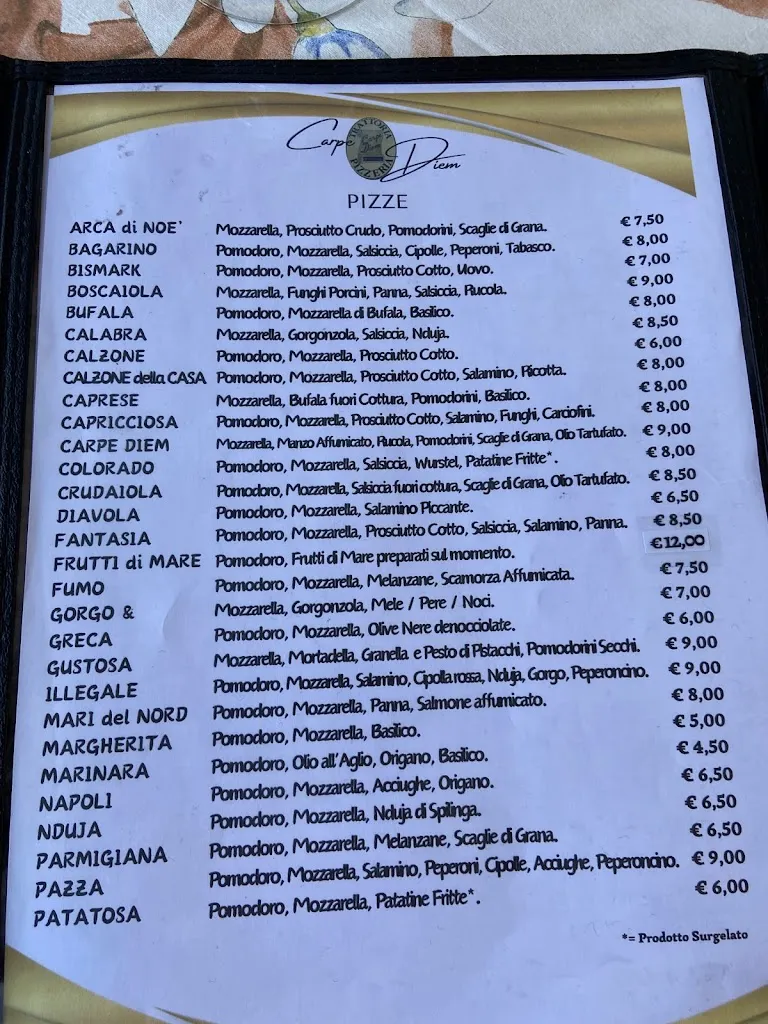 Carpe Diem
TRATTORIA PIZZERIA
PIZZE
ARCA di NOE' Mozzarella, Prosciutto Crudo, Pomodorini, Scaglie di Grana. € 7,50
BAGARINO Pomodoro, Mozzarella, Salsiccia, Cipolle, Peperoni, Tabasco. € 8,00
BISMARK Pomodoro, Mozzarella, Prosciutto Cotto, Uovo. € 7,00
BOSCAIOLA Mozzarella, Funghi Porcini, Panna, Salsiccia, Rucola. € 9,00
BUFALA Pomodoro, Mozzarella di Bufala, Basilico. € 8,00
CALABRA Mozzarella, Gorgonzola, Salsiccia, Nduja. € 8,50
CALZONE Pomodoro, Mozzarella, Prosciutto Cotto. € 6,00
CALZONE della CASA Pomodoro, Mozzarella, Prosciutto Cotto, Salamino, Ricotta. € 8,00
CAPRESE Mozzarella, Bufala fuori Cottura, Pomodorini, Basilico. € 8,00
CAPRICCIOSA Pomodoro, Mozzarella, Prosciutto Cotto, Salamino, Funghi, Carciofini. € 8,00
CARPE DIEM Mozzarella, Manzo Affumicato, Rucola, Pomodorini, Scaglie di Grana, Olio Tartufato. € 9,00
COLORADO Pomodoro, Mozzarella, Salsiccia, Wurstel, Patatine Fritte*. € 8,00
CRUDAIOLA Pomodoro, Mozzarella, Salsiccia fuori cottura, Scaglie di Grana, Olio Tartufato. € 8,50
DIAVOLA Pomodoro, Mozzarella, Salamino Piccante. € 6,50
FANTASIA Pomodoro, Mozzarella, Prosciutto Cotto, Salsiccia, Salamino, Panna. € 8,50
FRUTTI di MARE Pomodoro, Frutti di Mare preparati sul momento. €12,00
FUMO Pomodoro, Mozzarella, Melanzane, Scamorza Affumicata. € 7,50
GORGO & Mozzarella, Gorgonzola, Mele / Pere / Noci. € 7,00
GRECA Pomodoro, Mozzarella, Olive Nere denocciolate. € 6,00
GUSTOSA Mozzarella, Mortadella, Granella e Pesto di Pistacchi, Pomodorini Secchi. € 9,00
ILLEGALE Pomodoro, Mozzarella, Salamino, Cipolla rossa, Nduja, Gorgo, Peperoncino. € 9,00
MARI del NORD Pomodoro, Mozzarella, Panna, Salmone affumicato. € 8,00
MARGHERITA Pomodoro, Mozzarella, Basilico. € 5,00
MARINARA Pomodoro, Olio all'Aglio, Origano, Basilico. € 4,50
NAPOLI Pomodoro, Mozzarella, Acciughe, Origano. € 6,50
NDUJA Pomodoro, Mozzarella, Nduja di Spilinga. € 6,50
PARMIGIANA Pomodoro, Mozzarella, Melanzane, Scaglie di Grana. € 6,50
PAZZA Pomodoro, Mozzarella, Salamino, Peperoni, Cipolle, Acciughe, Peperoncino. € 9,00
PATATOSA Pomodoro, Mozzarella, Patatine Fritte*. € 6,00
*= Prodotto Surgelato